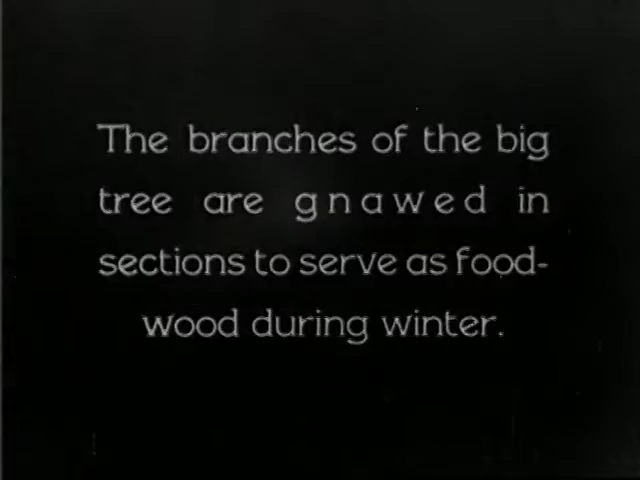 The branches of the big
tree are gnawed in
sections to serve as food-
wood during winter.